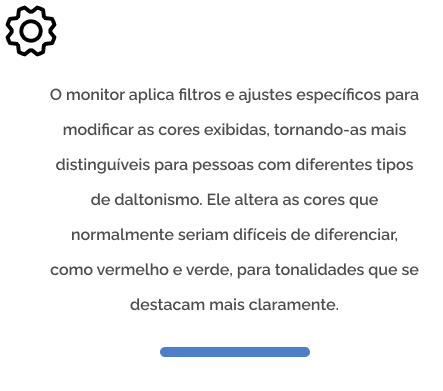 O monitor aplica filtros e ajustes específicos para
modificar as cores exibidas, tornando-as mais
distinguíveis para pessoas com diferentes tipos
de daltonismo. Ele altera as cores que
normalmente seriam difíceis de diferenciar,
como vermelho e verde, para tonalidades que se
destacam mais claramente.